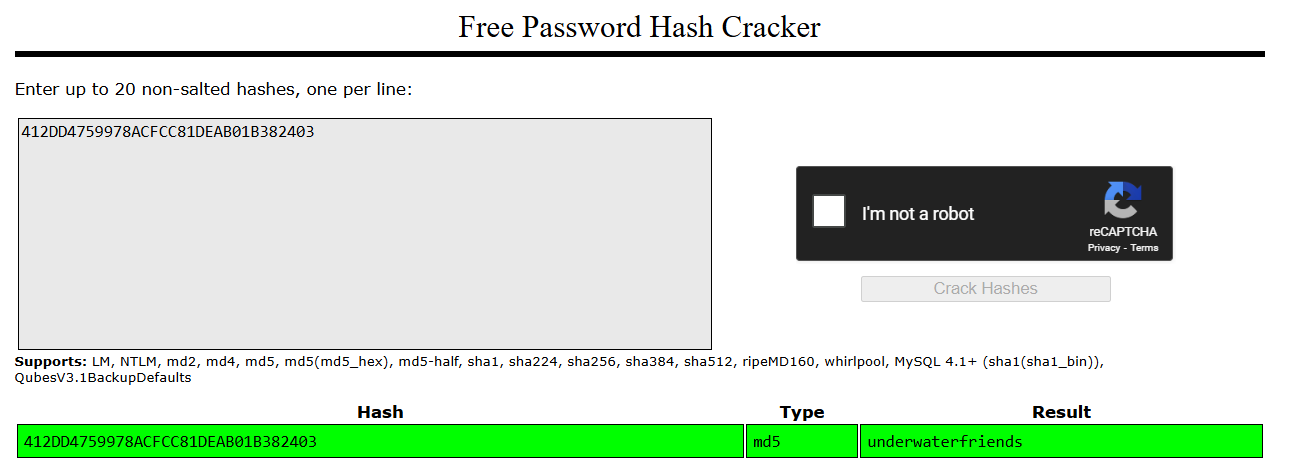 Free Password Hash Cracker
Enter up to 20 non-salted hashes, one per line:
412DD4759978ACFCC81DEAB01B382403
I'm not a robot
reCAPTCHA
Privacy - Terms
Crack Hashes
Supports: LM, NTLM, md2, md4, md5, md5(md5_hex), md5-half, sha1, sha224, sha256, sha384, sha512, ripeMD160, whirlpool, MySQL 4.1+ (sha1(sha1_bin)),
QubesV3.1BackupDefaults
Hash Type Result
412DD4759978ACFCC81DEAB01B382403 md5 underwaterfriends